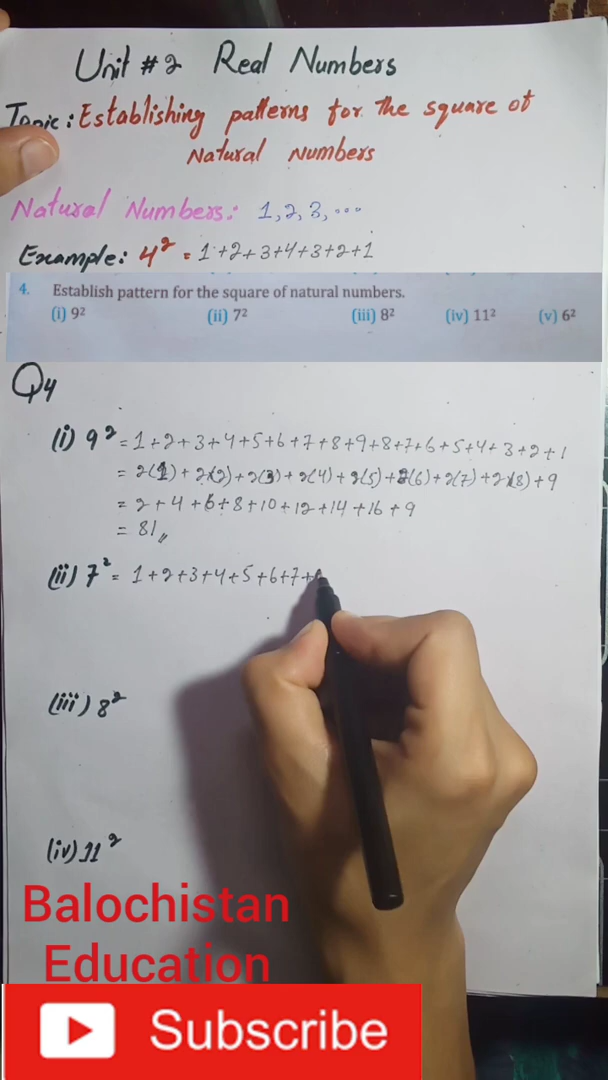 Unit #2 Real Numbers
Topic: Establishing patterns for the square of
Natural Numbers
Natural Numbers: 1,2,3,...
Example: 4² = 1+2+3+4+3+2+1
4. Establish pattern for the square of natural numbers.
(i) 9² (ii) 7² (iii) 8² (iv) 11² (v) 6²
Q4
(i) 9² = 1+2+3+4+5+6+7+8+9+8+7+6+5+4+3+2+1
= 2(1)+2(2)+2(3)+2(4)+2(5)+2(6)+2(7)+2(8)+9
= 2+4+6+8+10+12+14+16+9
= 81
(ii) 7² = 1+2+3+4+5+6+7+
(iii) 8²
(iv) 11²
Balochistan
Education
Subscribe